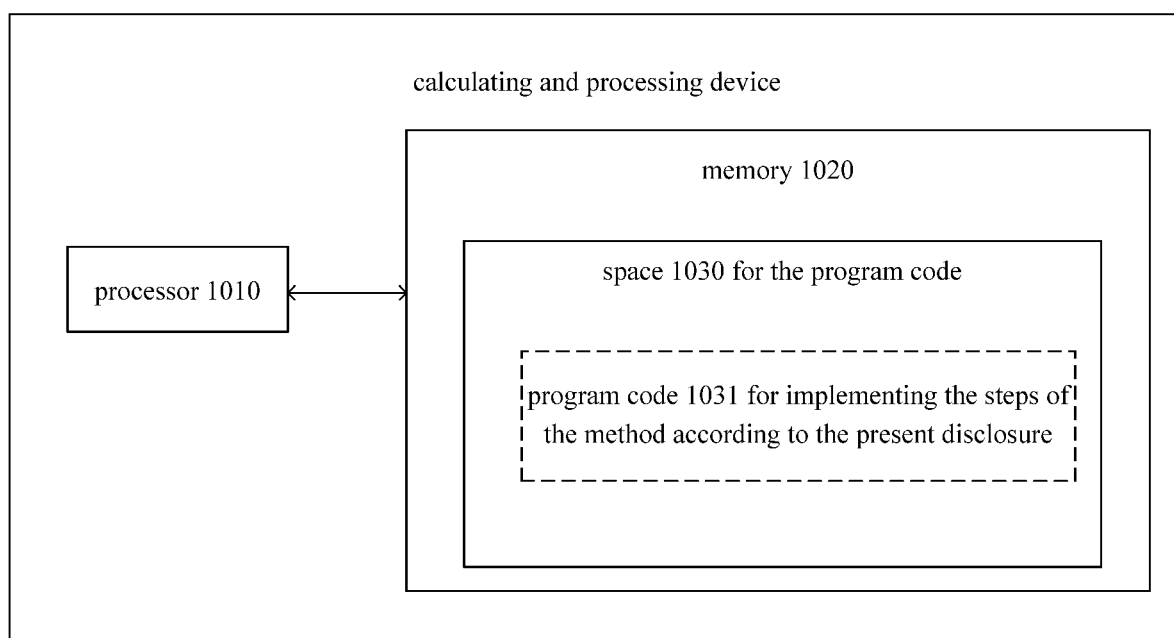 calculating and processing device
memory 1020
processor 1010
space 1030 for the program code
program code 1031 for implementing the steps of
the method according to the present disclosure